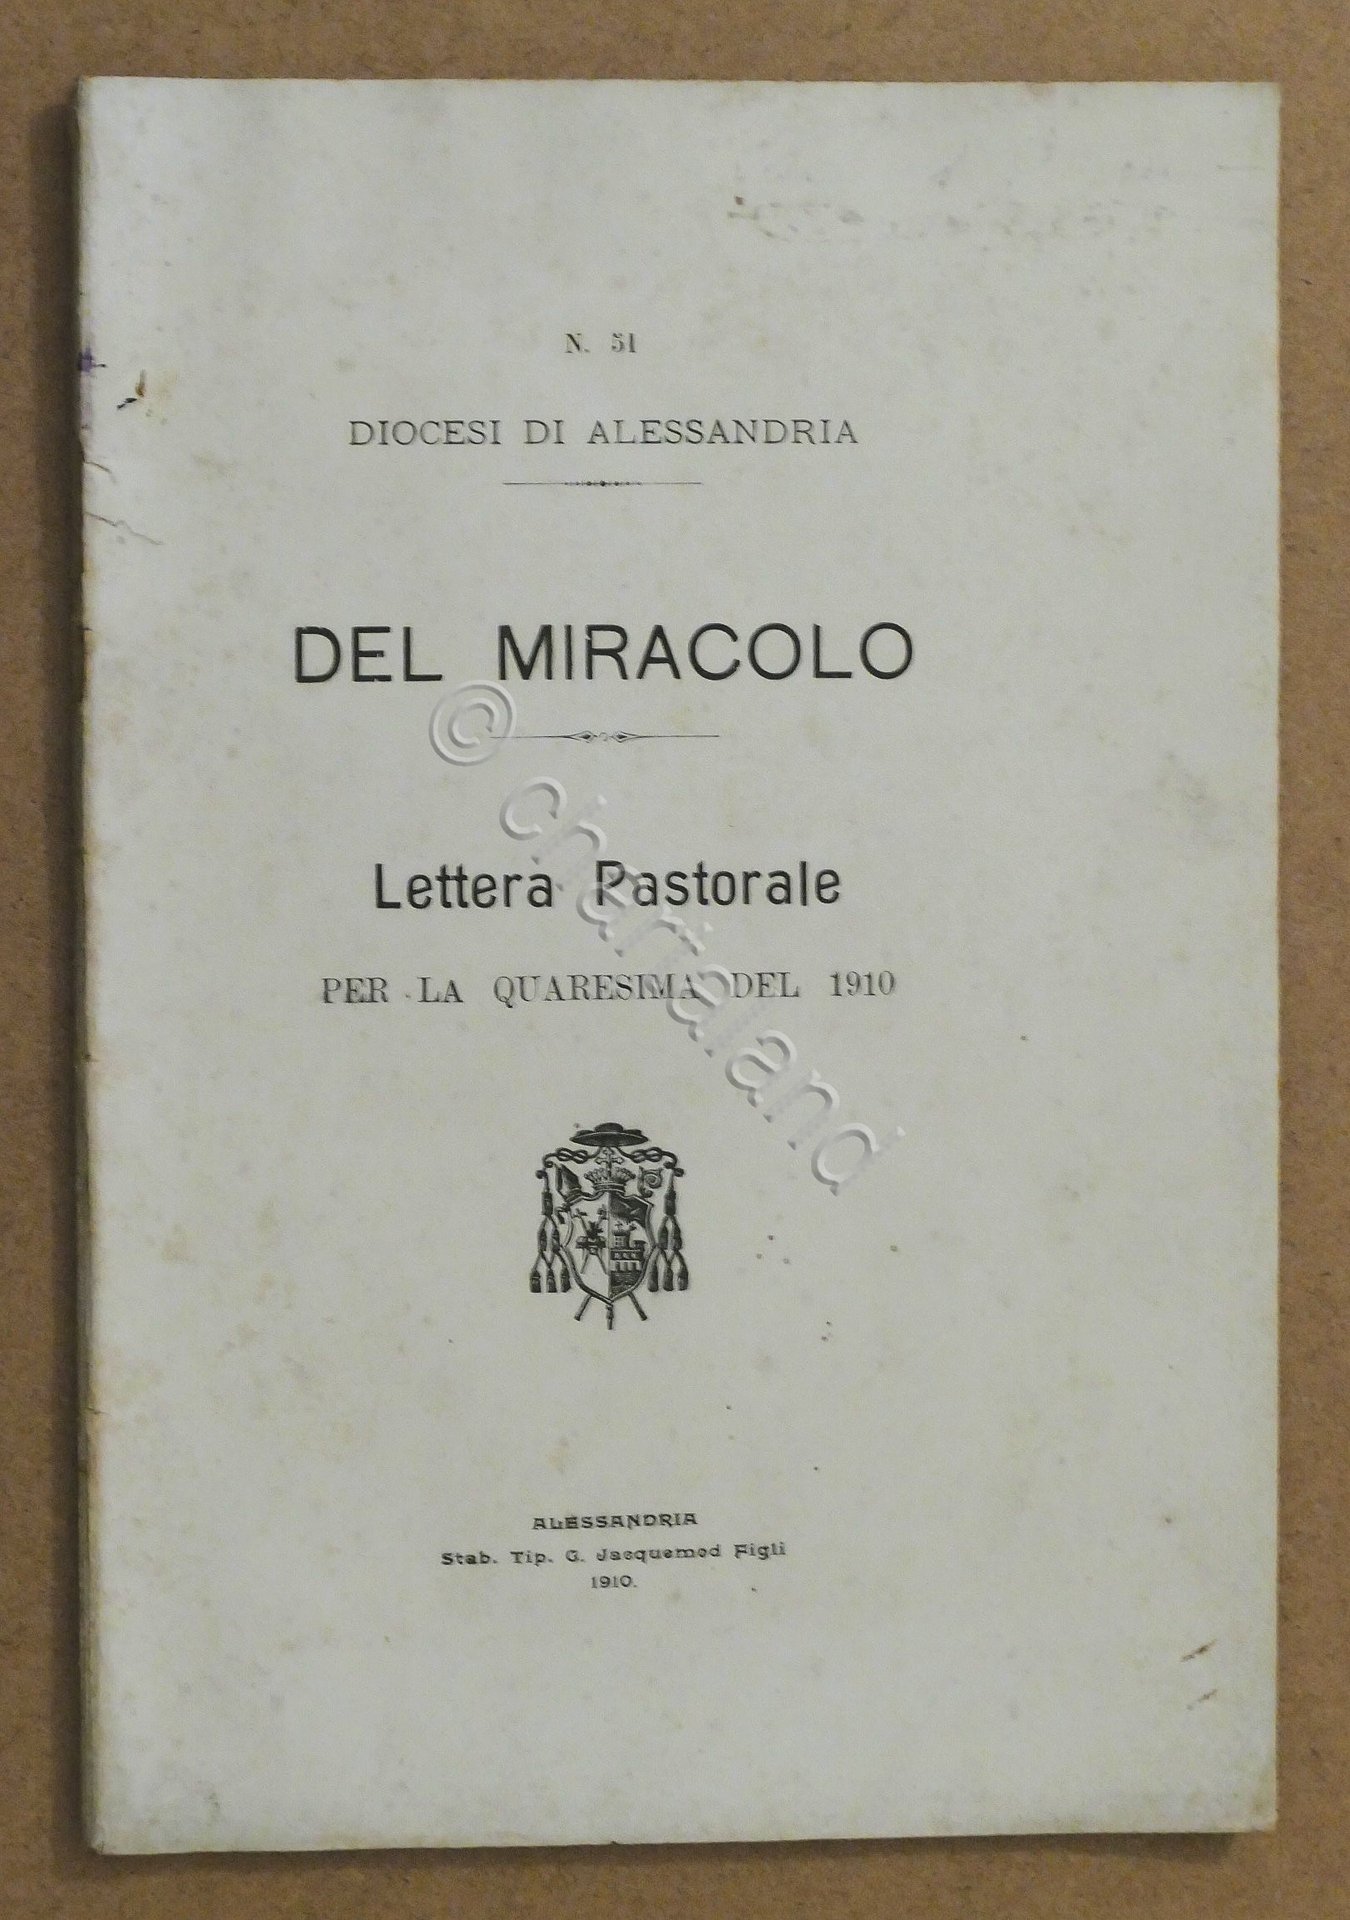 N. 51
DIOCESI DI ALESSANDRIA
DEL MIRACOLO
Lettera Pastorale
PER LA QUARESIMA DEL 1910
© chartaland
ALESSANDRIA
Stab. Tip. G. Jacquemod Figli
1910.